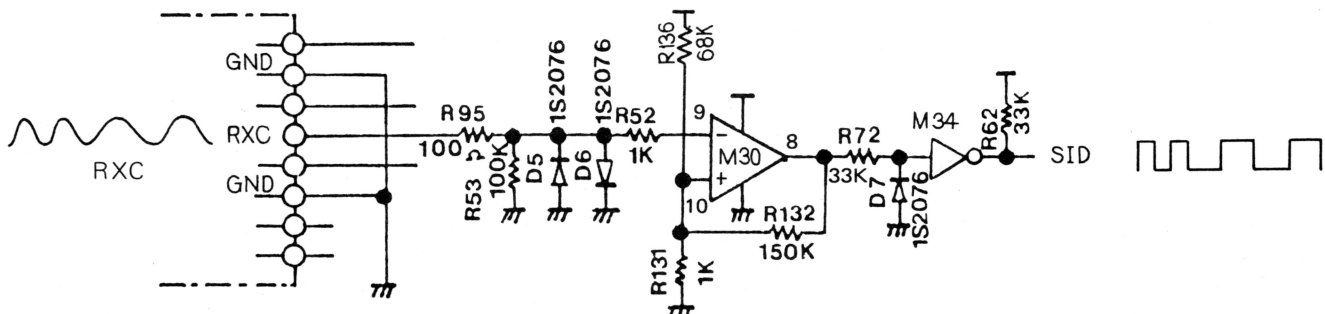 GND
RXC
GND
RXC
R95
100
R53
100K
D5
1S2076
D6
1S2076
R52
1K
R136
68K
9
−
M30
+
10
8
R131
1K
R132
150K
R72
33K
D7
1S2076
M34
R62
33K
SID